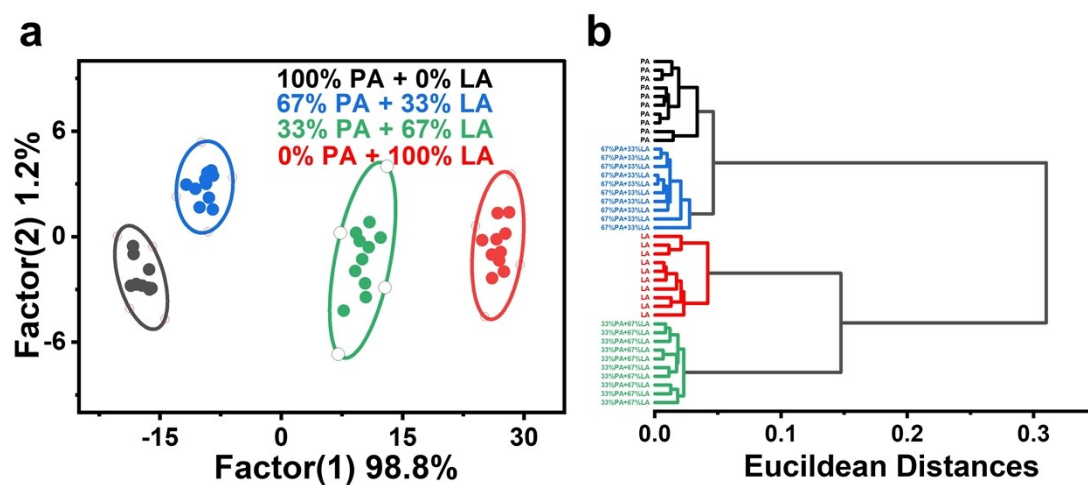 a
100% PA + 0% LA
67% PA + 33% LA
33% PA + 67% LA
0% PA + 100% LA
6
0
-6
Factor(2) 1.2%
-15
0
15
30
Factor(1) 98.8%
b
PA
PA
PA
PA
PA
PA
PA
PA
PA
PA
67%PA+33%LA
67%PA+33%LA
67%PA+33%LA
67%PA+33%LA
67%PA+33%LA
67%PA+33%LA
67%PA+33%LA
67%PA+33%LA
67%PA+33%LA
67%PA+33%LA
LA
LA
LA
LA
LA
LA
LA
LA
LA
LA
33%PA+67%LA
33%PA+67%LA
33%PA+67%LA
33%PA+67%LA
33%PA+67%LA
33%PA+67%LA
33%PA+67%LA
33%PA+67%LA
33%PA+67%LA
33%PA+67%LA
0.0
0.1
0.2
0.3
Eucildean Distances